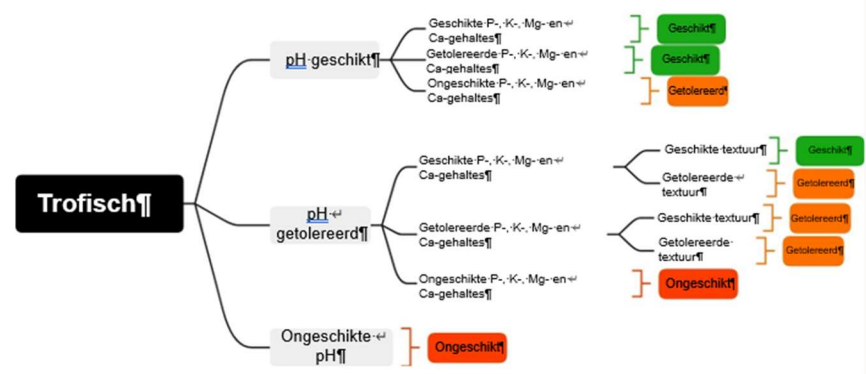 Trofisch¶
pH·geschikt¶
Geschikte·P-,·K-,·Mg-·en↵
Ca-gehaltes¶
Geschikt¶
Getolereerde·P-,·K-,·Mg-·en↵
Ca-gehaltes¶
Geschikt¶
Ongeschikte·P-,·K-,·Mg-·en↵
Ca-gehaltes¶
Getolereerd¶
pH·↵
getolereerd¶
Geschikte·P-,·K-,·Mg-·en↵
Ca-gehaltes¶
Geschikte·textuur¶
Geschikt¶
Getolereerde·↵
textuur¶
Getolereerd¶
Getolereerde·P-,·K-,·Mg-·en↵
Ca-gehaltes¶
Geschikte·textuur¶
Getolereerd¶
Getolereerde·
textuur¶
Getolereerd¶
Ongeschikte·P-,·K-,·Mg-·en↵
Ca-gehaltes¶
Ongeschikt¶
Ongeschikte·↵
pH¶
Ongeschikt¶